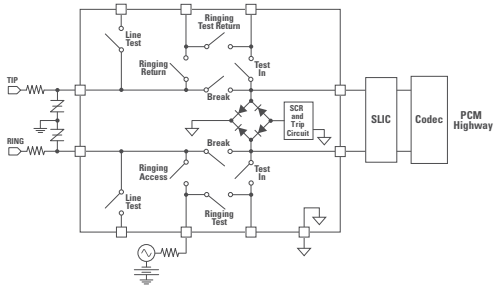 Ringing
Test Return
Line
Test
Ringing
Return
Test
In
TIP
Break
SCR
and
Trip
Circuit
SLIC
Codec
PCM
Highway
RING
Break
Ringing
Access
Test
In
Line
Test
Ringing
Test